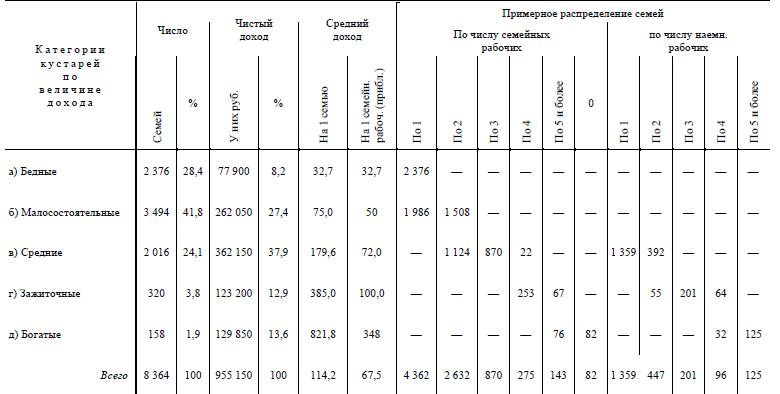 Категории кустарей по величине дохода | Число | Чистый доход | Средний доход | Примерное распределение семей
По числу семейных рабочих | по числу наемн. рабочих
Семей | % | У них руб. | % | На 1 семью | На 1 семейн. рабоч. (прибл.) | По 1 | По 2 | По 3 | По 4 | По 5 и более | 0 | По 1 | По 2 | По 3 | По 4 | По 5 и более
а) Бедные | 2 376 | 28,4 | 77 900 | 8,2 | 32,7 | 32,7 | 2 376 | — | — | — | — | — | — | — | — | — | —
б) Малосостоятельные | 3 494 | 41,8 | 262 050 | 27,4 | 75,0 | 50 | 1 986 | 1 508 | — | — | — | — | — | — | — | — | —
в) Средние | 2 016 | 24,1 | 362 150 | 37,9 | 179,6 | 72,0 | — | 1 124 | 870 | 22 | — | — | 1 359 | 392 | — | — | —
г) Зажиточные | 320 | 3,8 | 123 200 | 12,9 | 385,0 | 100,0 | — | — | — | 253 | 67 | — | — | 55 | 201 | 64 | —
д) Богатые | 158 | 1,9 | 129 850 | 13,6 | 821,8 | 348 | — | — | — | — | 76 | 82 | — | — | — | 32 | 125
Всего | 8 364 | 100 | 955 150 | 100 | 114,2 | 67,5 | 4 362 | 2 632 | 870 | 275 | 143 | 82 | 1 359 | 447 | 201 | 96 | 125